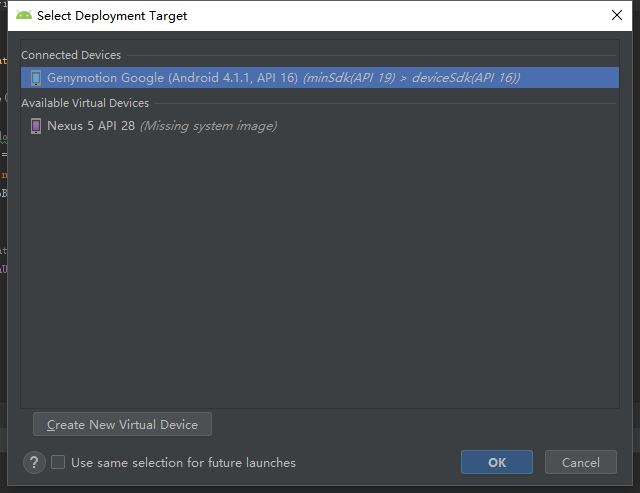 Select Deployment Target
Connected Devices
Genymotion Google (Android 4.1.1, API 16) (minSdk(API 19) > deviceSdk(API 16))
Available Virtual Devices
Nexus 5 API 28 (Missing system image)
Create New Virtual Device
? Use same selection for future launches
OK Cancel